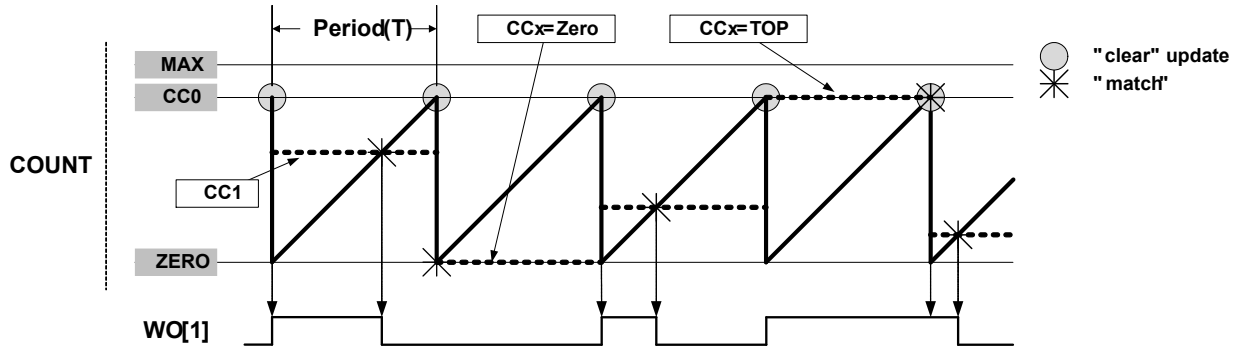 Period(T)
CCx=Zero
CCx=TOP
"clear" update
"match"
MAX
CC0
COUNT
CC1
ZERO
WO[1]